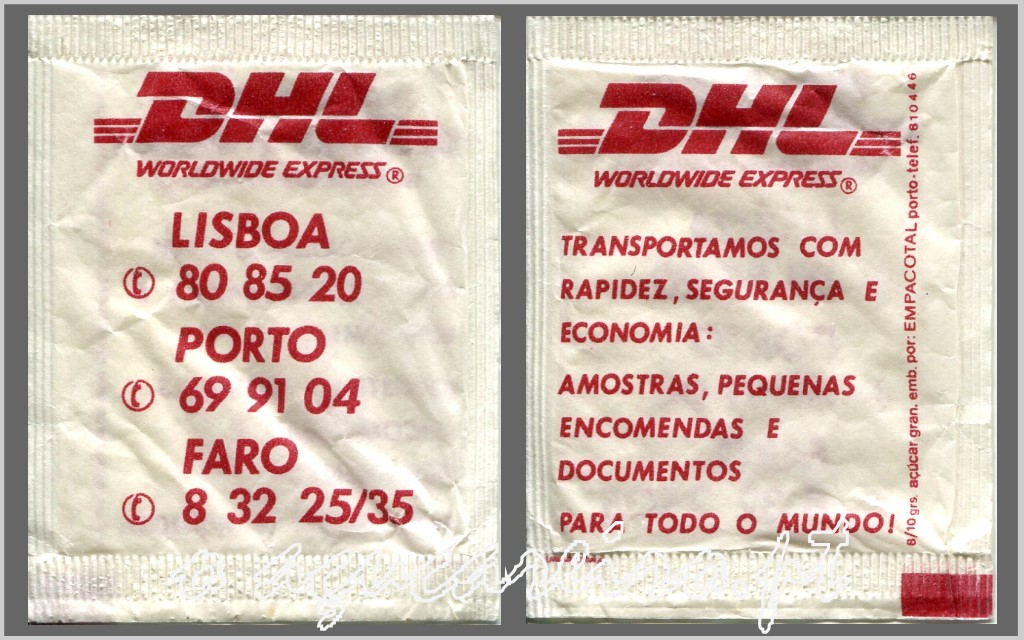 DHL
WORLDWIDE EXPRESS®
LISBOA
✆ 80 85 20
PORTO
✆ 69 91 04
FARO
✆ 8 32 25/35
DHL
WORLDWIDE EXPRESS®
TRANSPORTAMOS COM
RAPIDEZ, SEGURANÇA E
ECONOMIA:
AMOSTRAS, PEQUENAS
ENCOMENDAS E
DOCUMENTOS
PARA TODO O MUNDO!
8/10 grs. açúcar gran. emb. por: EMPACOTAL porto-telef. 610446